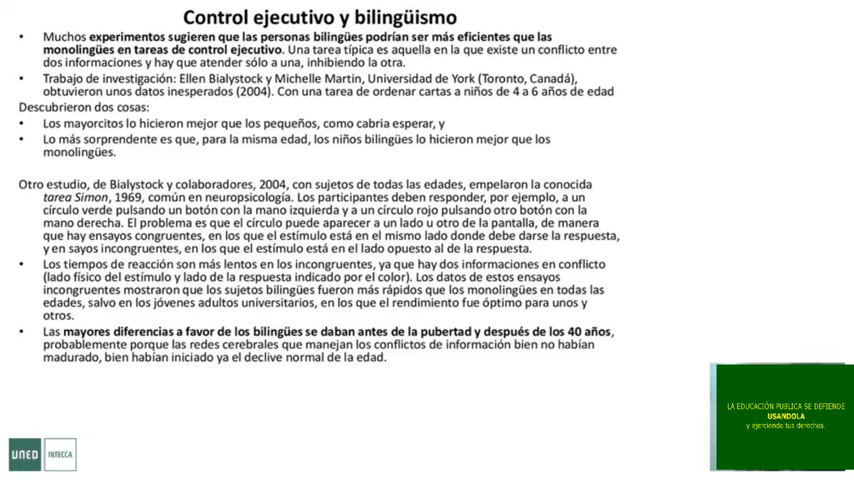 Control ejecutivo y bilingüismo
• Muchos experimentos sugieren que las personas bilingües podrían ser más eficientes que las
monolingües en tareas de control ejecutivo. Una tarea típica es aquella en la que existe un conflicto entre
dos informaciones y hay que atender sólo a una, inhibiendo la otra.
• Trabajo de investigación: Ellen Bialystock y Michelle Martin, Universidad de York (Toronto, Canadá),
obtuvieron unos datos inesperados (2004). Con una tarea de ordenar cartas a niños de 4 a 6 años de edad
Descubrieron dos cosas:
• Los mayorcitos lo hicieron mejor que los pequeños, como cabria esperar, y
• Lo más sorprendente es que, para la misma edad, los niños bilingües lo hicieron mejor que los
monolingües.
Otro estudio, de Bialystock y colaboradores, 2004, con sujetos de todas las edades, empelaron la conocida
tarea Simon, 1969, común en neuropsicología. Los participantes deben responder, por ejemplo, a un
círculo verde pulsando un botón con la mano izquierda y a un círculo rojo pulsando otro botón con la
mano derecha. El problema es que el círculo puede aparecer a un lado u otro de la pantalla, de manera
que hay ensayos congruentes, en los que el estímulo está en el mismo lado donde debe darse la respuesta,
y en sayos incongruentes, en los que el estímulo está en el lado opuesto al de la respuesta.
• Los tiempos de reacción son más lentos en los incongruentes, ya que hay dos informaciones en conflicto
(lado físico del estímulo y lado de la respuesta indicado por el color). Los datos de estos ensayos
incongruentes mostraron que los sujetos bilingües fueron más rápidos que los monolingües en todas las
edades, salvo en los jóvenes adultos universitarios, en los que el rendimiento fue óptimo para unos y
otros.
• Las mayores diferencias a favor de los bilingües se daban antes de la pubertad y después de los 40 años,
probablemente porque las redes cerebrales que manejan los conflictos de información bien no habían
madurado, bien habían iniciado ya el declive normal de la edad.
LA EDUCACIÓN PUBLICA SE DEFIENDE
USANDOLA
y ejerciendo tus derechos.
UNED INTECCA